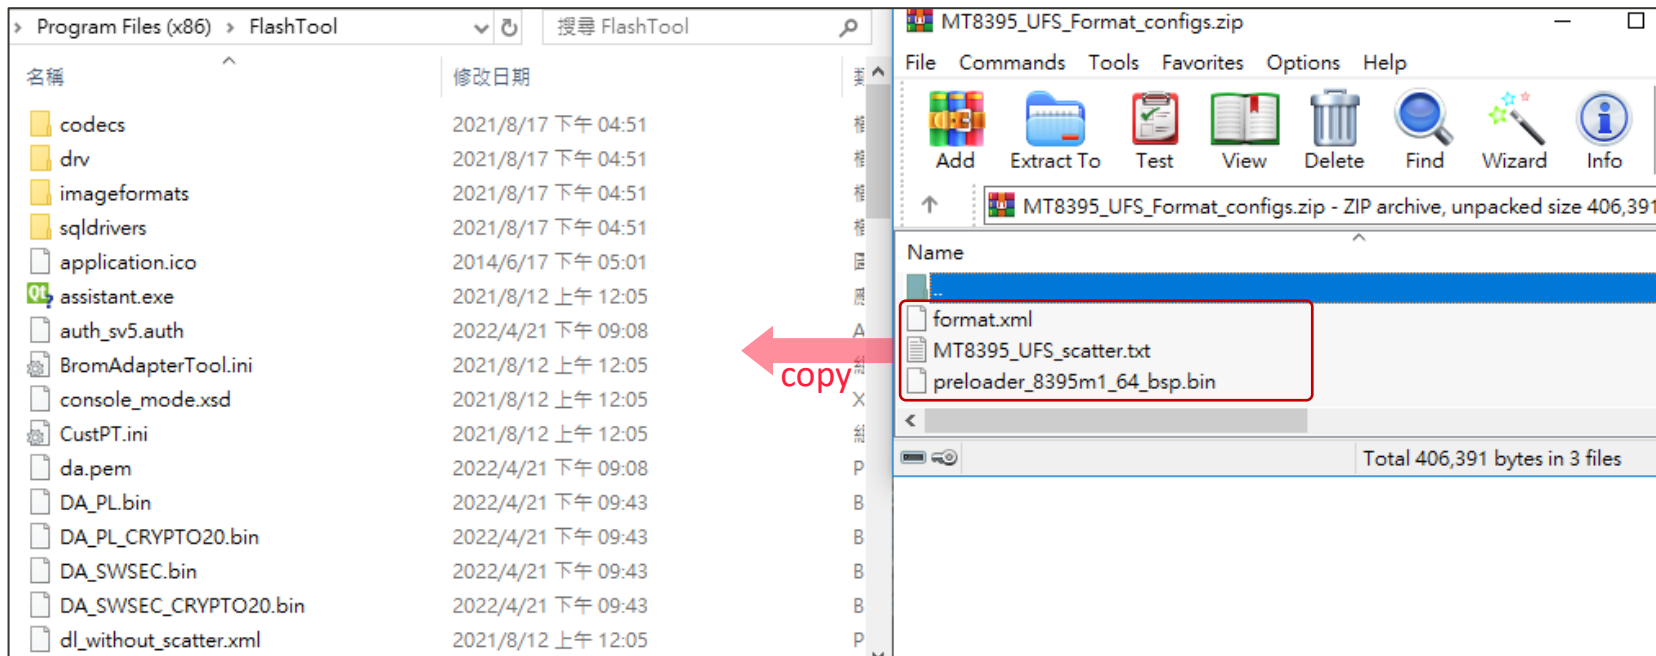 Program Files (x86) › FlashTool
搜尋 FlashTool
名稱 修改日期
codecs 2021/8/17 下午 04:51
drv 2021/8/17 下午 04:51
imageformats 2021/8/17 下午 04:51
sqldrivers 2021/8/17 下午 04:51
application.ico 2014/6/17 下午 05:01
assistant.exe 2021/8/12 上午 12:05
auth_sv5.auth 2022/4/21 下午 09:08 A
BromAdapterTool.ini 2021/8/12 上午 12:05
console_mode.xsd 2021/8/12 上午 12:05 X
CustPT.ini 2021/8/12 上午 12:05
da.pem 2022/4/21 下午 09:08 P
DA_PL.bin 2022/4/21 下午 09:43 B
DA_PL_CRYPTO20.bin 2022/4/21 下午 09:43 B
DA_SWSEC.bin 2022/4/21 下午 09:43 B
DA_SWSEC_CRYPTO20.bin 2022/4/21 下午 09:43 B
dl_without_scatter.xml 2021/8/12 上午 12:05 P
copy
MT8395_UFS_Format_configs.zip
File Commands Tools Favorites Options Help
Add Extract To Test View Delete Find Wizard Info
MT8395_UFS_Format_configs.zip - ZIP archive, unpacked size 406,391
Name
..
format.xml
MT8395_UFS_scatter.txt
preloader_8395m1_64_bsp.bin
Total 406,391 bytes in 3 files